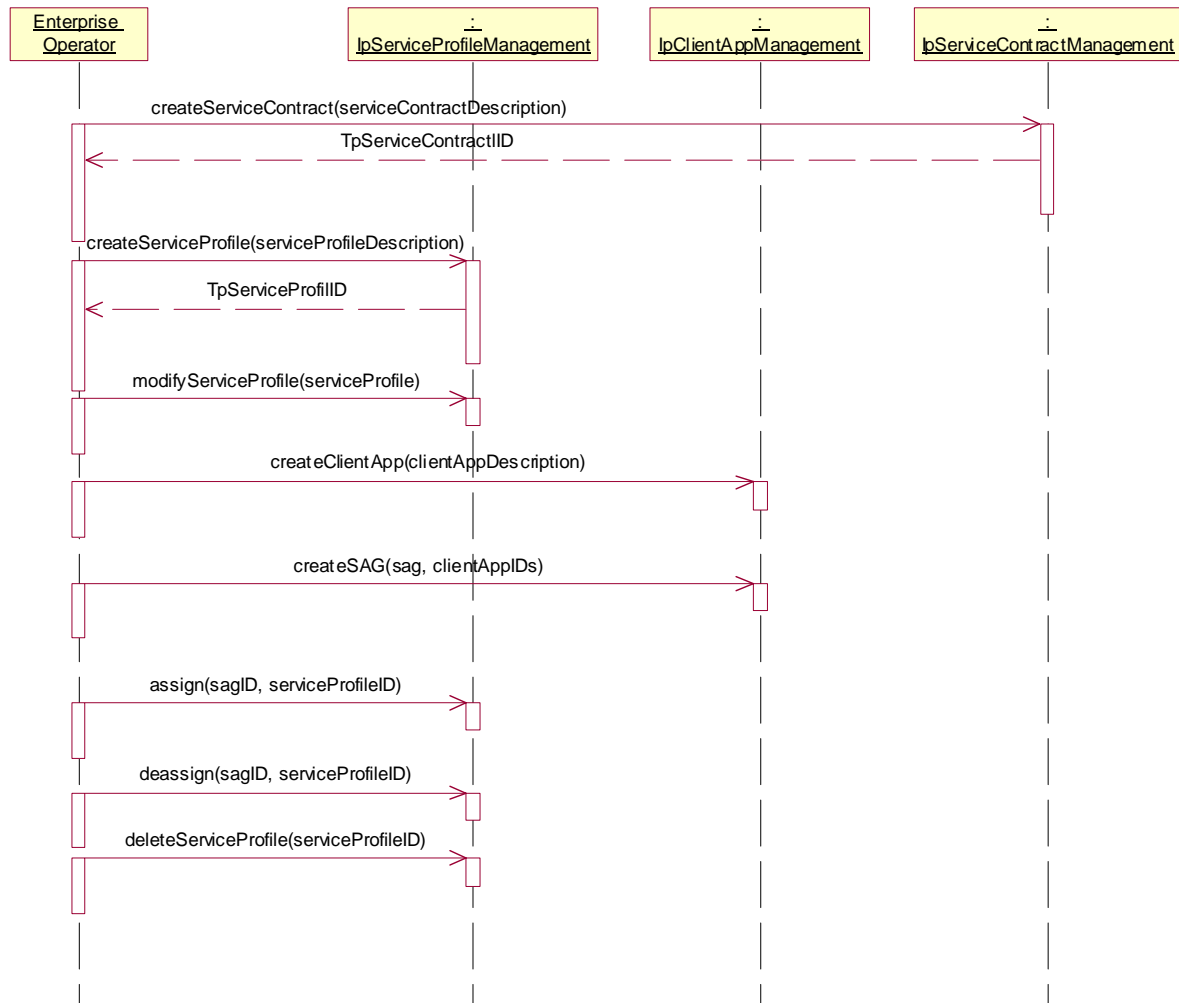 Enterprise
Operator
:
IpServiceProfileManagement
:
IpClientAppManagement
:
IpServiceContractManagement
createServiceContract(serviceContractDescription)
TpServiceContractIID
createServiceProfile(serviceProfileDescription)
TpServiceProfilID
modifyServiceProfile(serviceProfile)
createClientApp(clientAppDescription)
createSAG(sag, clientAppIDs)
assign(sagID, serviceProfileID)
deassign(sagID, serviceProfileID)
deleteServiceProfile(serviceProfileID)